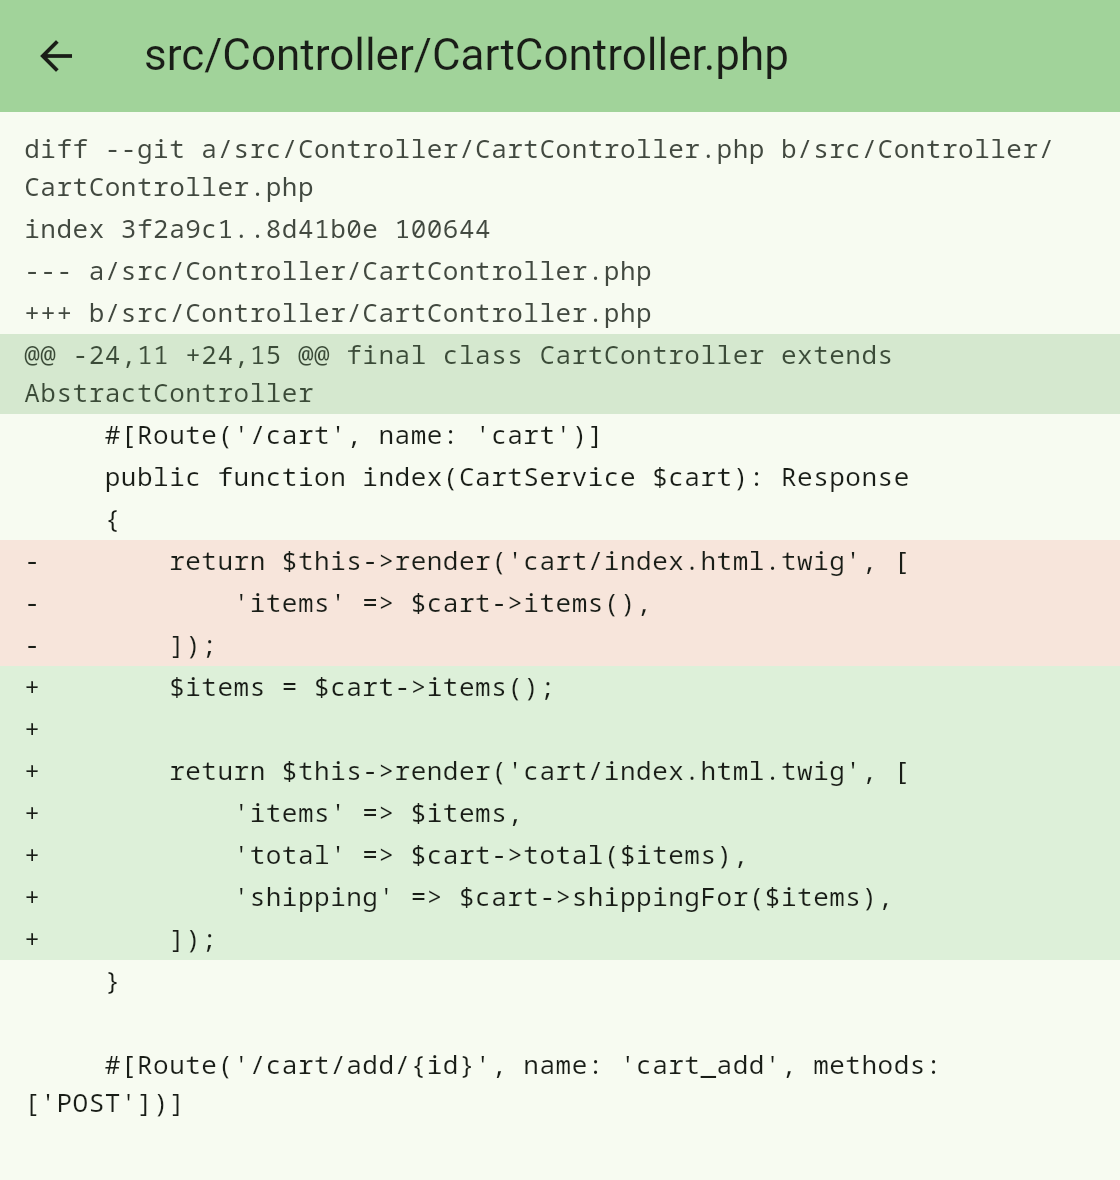 src/Controller/CartController.php
diff --git a/src/Controller/CartController.php b/src/Controller/
CartController.php
index 3f2a9c1..8d41b0e 100644
--- a/src/Controller/CartController.php
+++ b/src/Controller/CartController.php
@@ -24,11 +24,15 @@ final class CartController extends
AbstractController
     #[Route('/cart', name: 'cart')]
     public function index(CartService $cart): Response
     {
-        return $this->render('cart/index.html.twig', [
-            'items' => $cart->items(),
-        ]);
+        $items = $cart->items();
+
+        return $this->render('cart/index.html.twig', [
+            'items' => $items,
+            'total' => $cart->total($items),
+            'shipping' => $cart->shippingFor($items),
+        ]);
     }

     #[Route('/cart/add/{id}', name: 'cart_add', methods:
['POST'])]